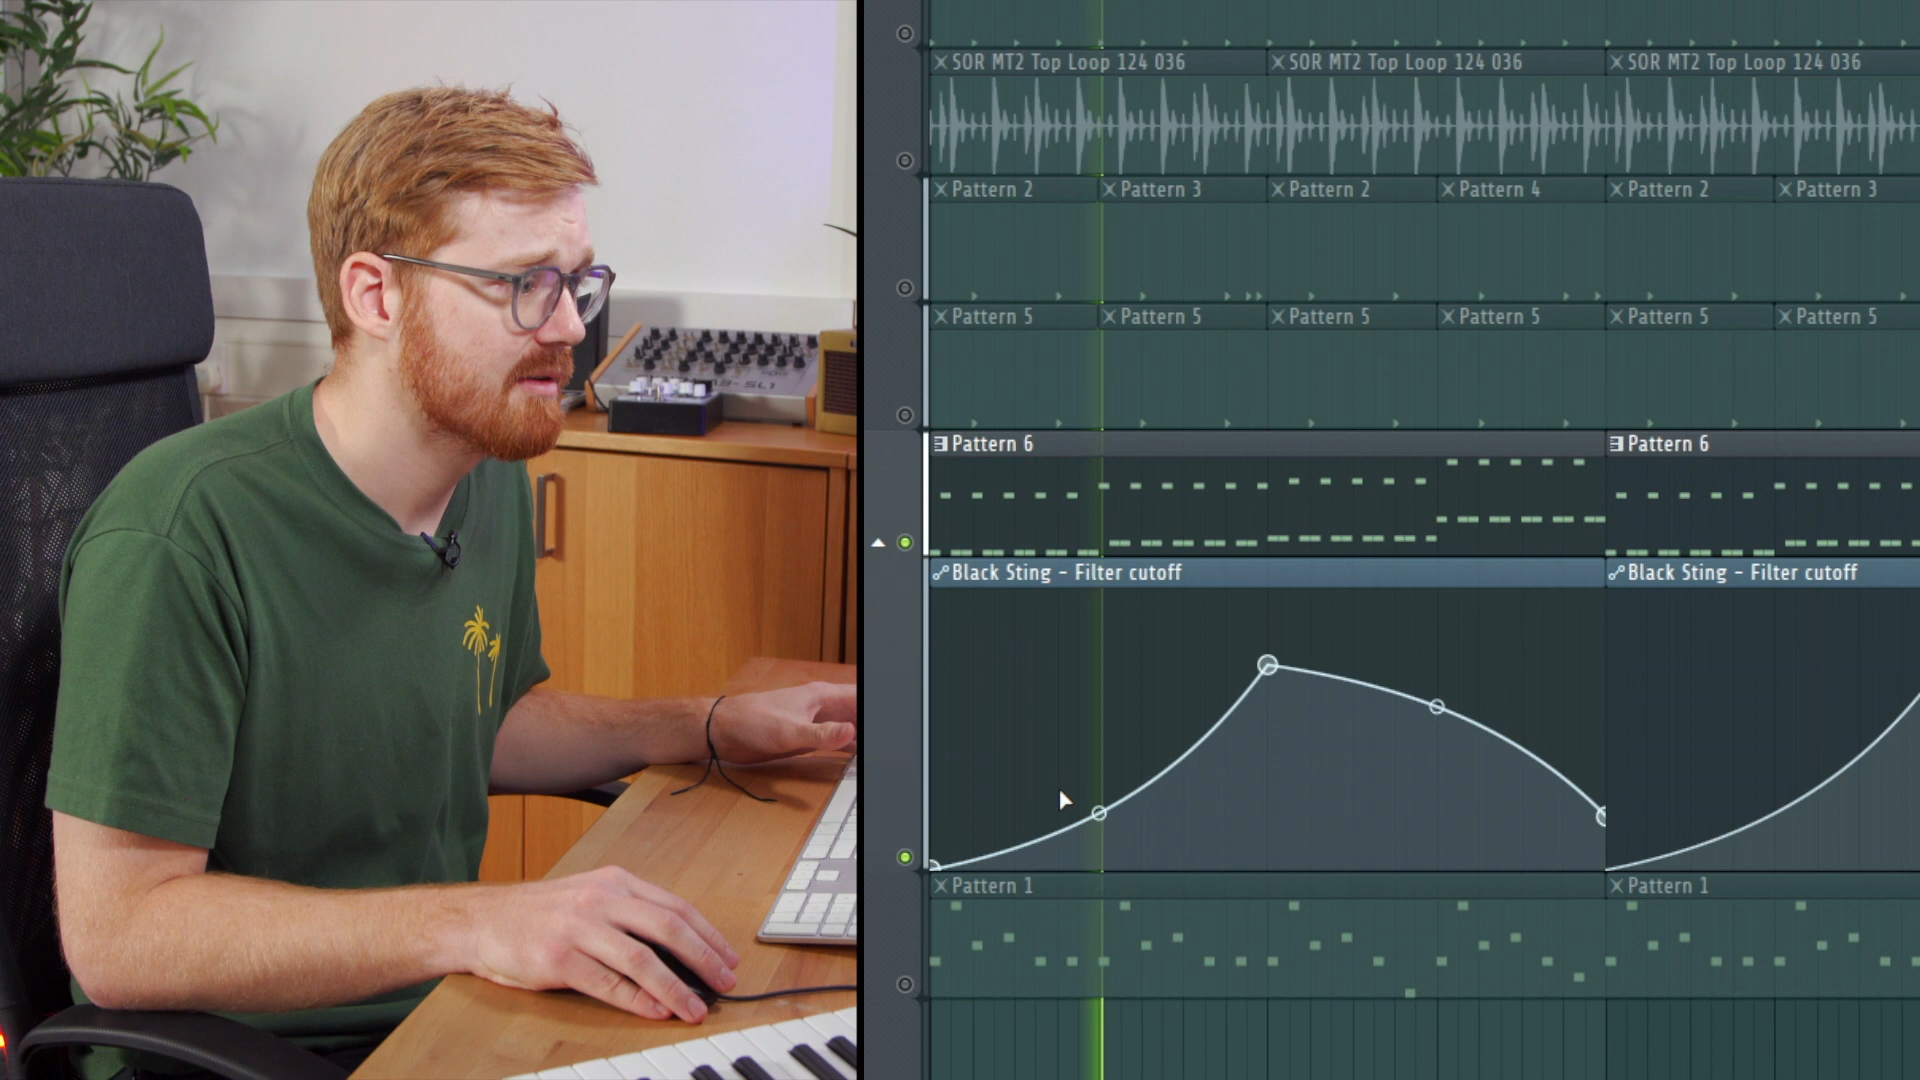 SOR MT2 Top Loop 124 036
SOR MT2 Top Loop 124 036
SOR MT2 Top Loop 124 036
Pattern 2
Pattern 3
Pattern 2
Pattern 4
Pattern 2
Pattern 3
Pattern 5
Pattern 5
Pattern 5
Pattern 5
Pattern 5
Pattern 5
Pattern 6
Pattern 6
Black Sting - Filter cutoff
Black Sting - Filter cutoff
Pattern 1
Pattern 1